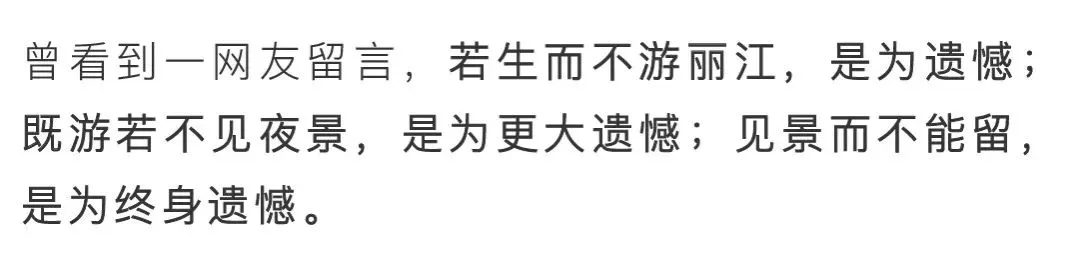 曾看到一网友留言，若生而不游丽江，是为遗憾；
既游若不见夜景，是为更大遗憾；见景而不能留，
是为终身遗憾。